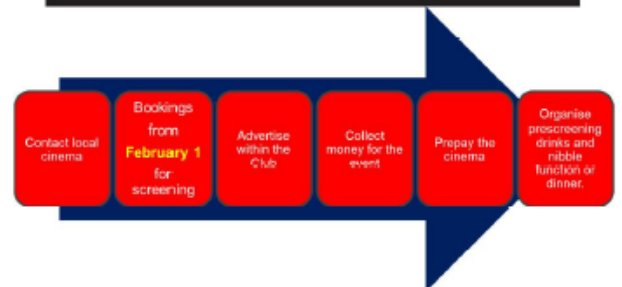 Contact local
cinema
Bookings
from
February 1
for
screening
Advertise
within the
Club
Collect
money for the
event
Prepay the
cinema
Organise
prescreening
drinks and
nibble
function or
dinner.